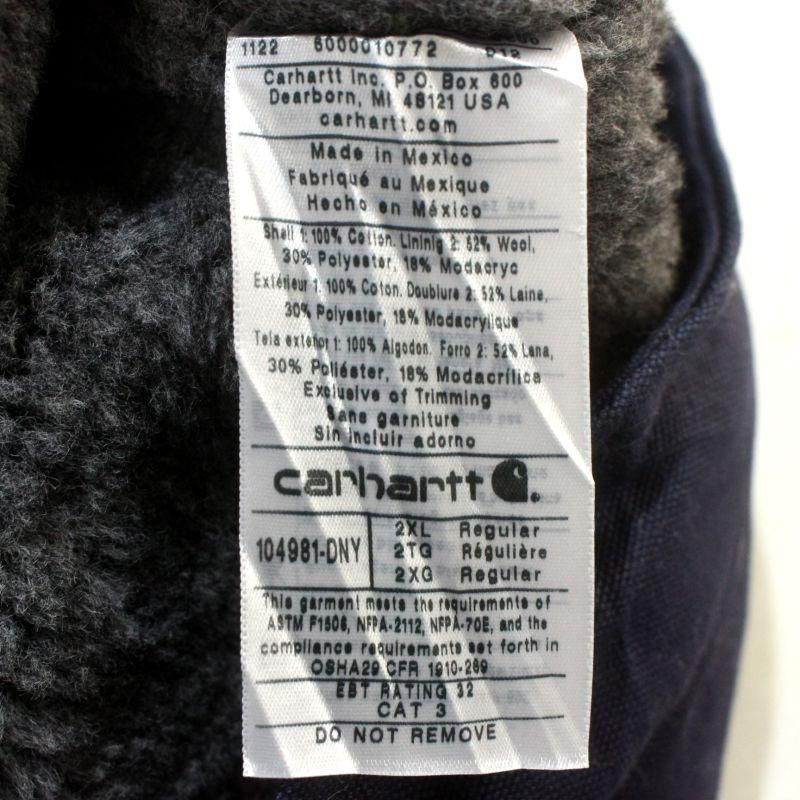 1122 6000010772 R12
Carhartt Inc. P.O. Box 600
Dearborn, MI 48121 USA
carhartt.com
Made in Mexico
Fabriqué au Mexique
Hecho en México
Shell 1: 100% Cotton. Lininig 2: 52% Wool,
30% Polyester, 18% Modacryc
Extérieur 1: 100% Coton. Doublure 2: 52% Laine,
30% Polyester, 18% Modacrylique
Tela exterior 1: 100% Algodon. Forro 2: 52% Lana,
30% Poliéster, 18% Modacrílica
Exclusive of Trimming
Sans garniture
Sin incluir adorno
carhartt
104981-DNY
2XL Regular
2TG Régulière
2XG Regular
This garment meets the requirements of
ASTM F1506, NFPA-2112, NFPA-70E, and the
compliance requirements set forth in
OSHA29 CFR 1910-269
EBT RATING 32
CAT 3
DO NOT REMOVE